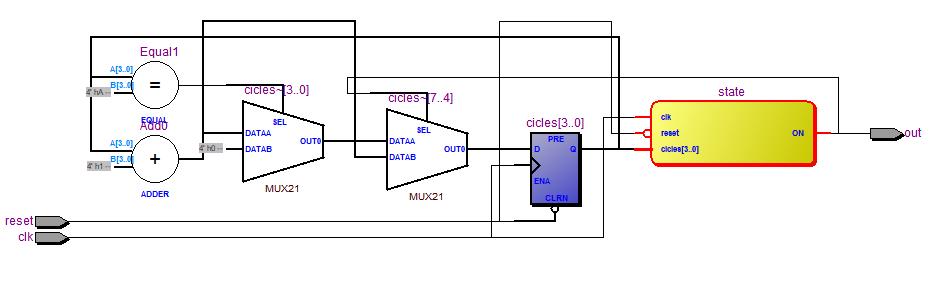 Equal1
A[3..0]
B[3..0]
4' hA --
=
EQUAL
Add0
A[3..0]
B[3..0]
4' h1 --
+
ADDER
cicles~[3..0]
SEL
DATAA
DATAB
OUT0
4' h0 --
MUX21
cicles~[7..4]
SEL
DATAA
DATAB
OUT0
MUX21
cicles[3..0]
PRE
D
Q
ENA
CLRN
state
clk
reset
cicles[3..0]
ON
out
reset
clk